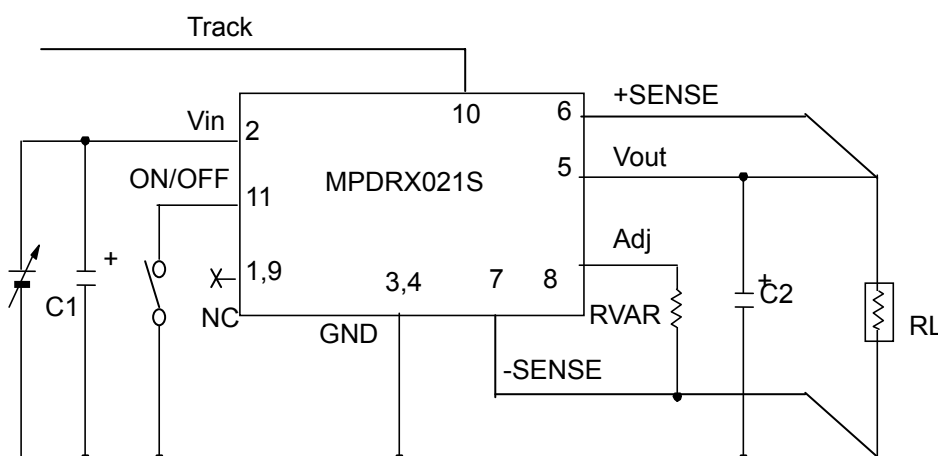 Track
10
6
+SENSE
Vin
2
5
Vout
ON/OFF
11
MPDRX021S
Adj
+
1,9
3,4
7
8
+
C1
C2
NC
GND
RVAR
RL
-SENSE